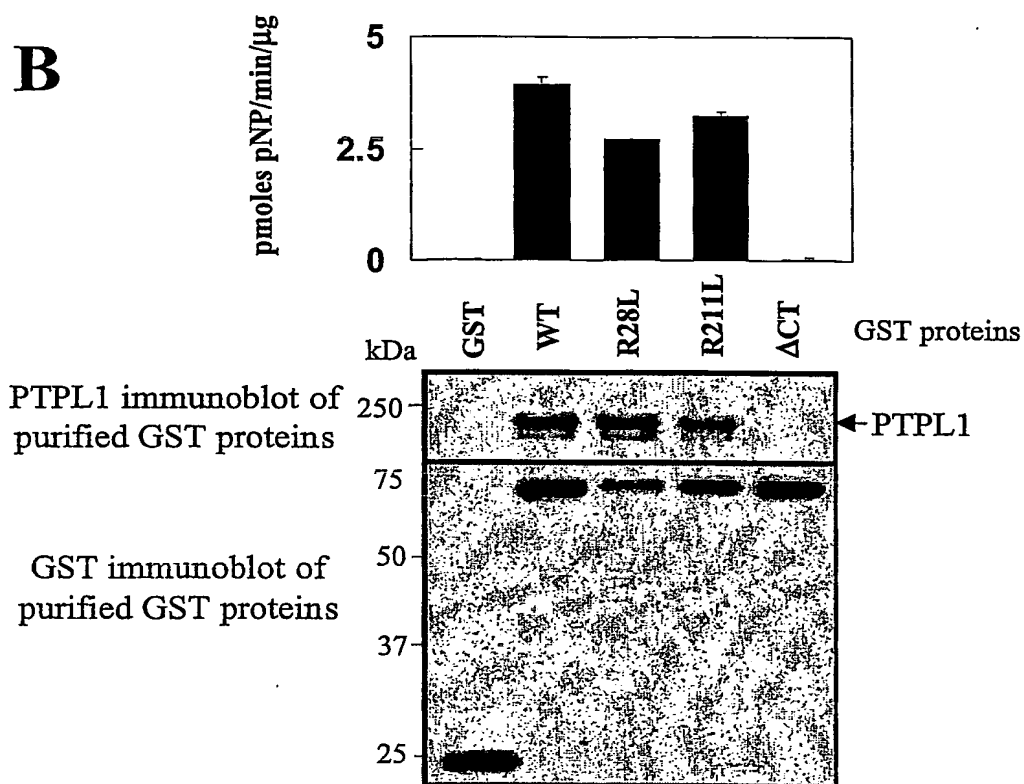 B
pmoles pNP/min/µg
5
2.5
0
GST
WT
R28L
R211L
ΔCT
GST proteins
kDa
PTPL1 immunoblot of
purified GST proteins
250
PTPL1
75
GST immunoblot of
purified GST proteins
50
37
25